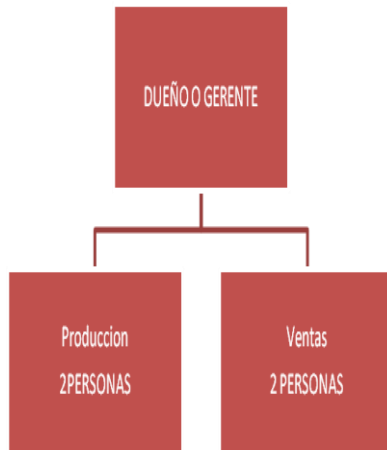 DUEÑO O GERENTE
Produccion
2PERSONAS
Ventas
2 PERSONAS